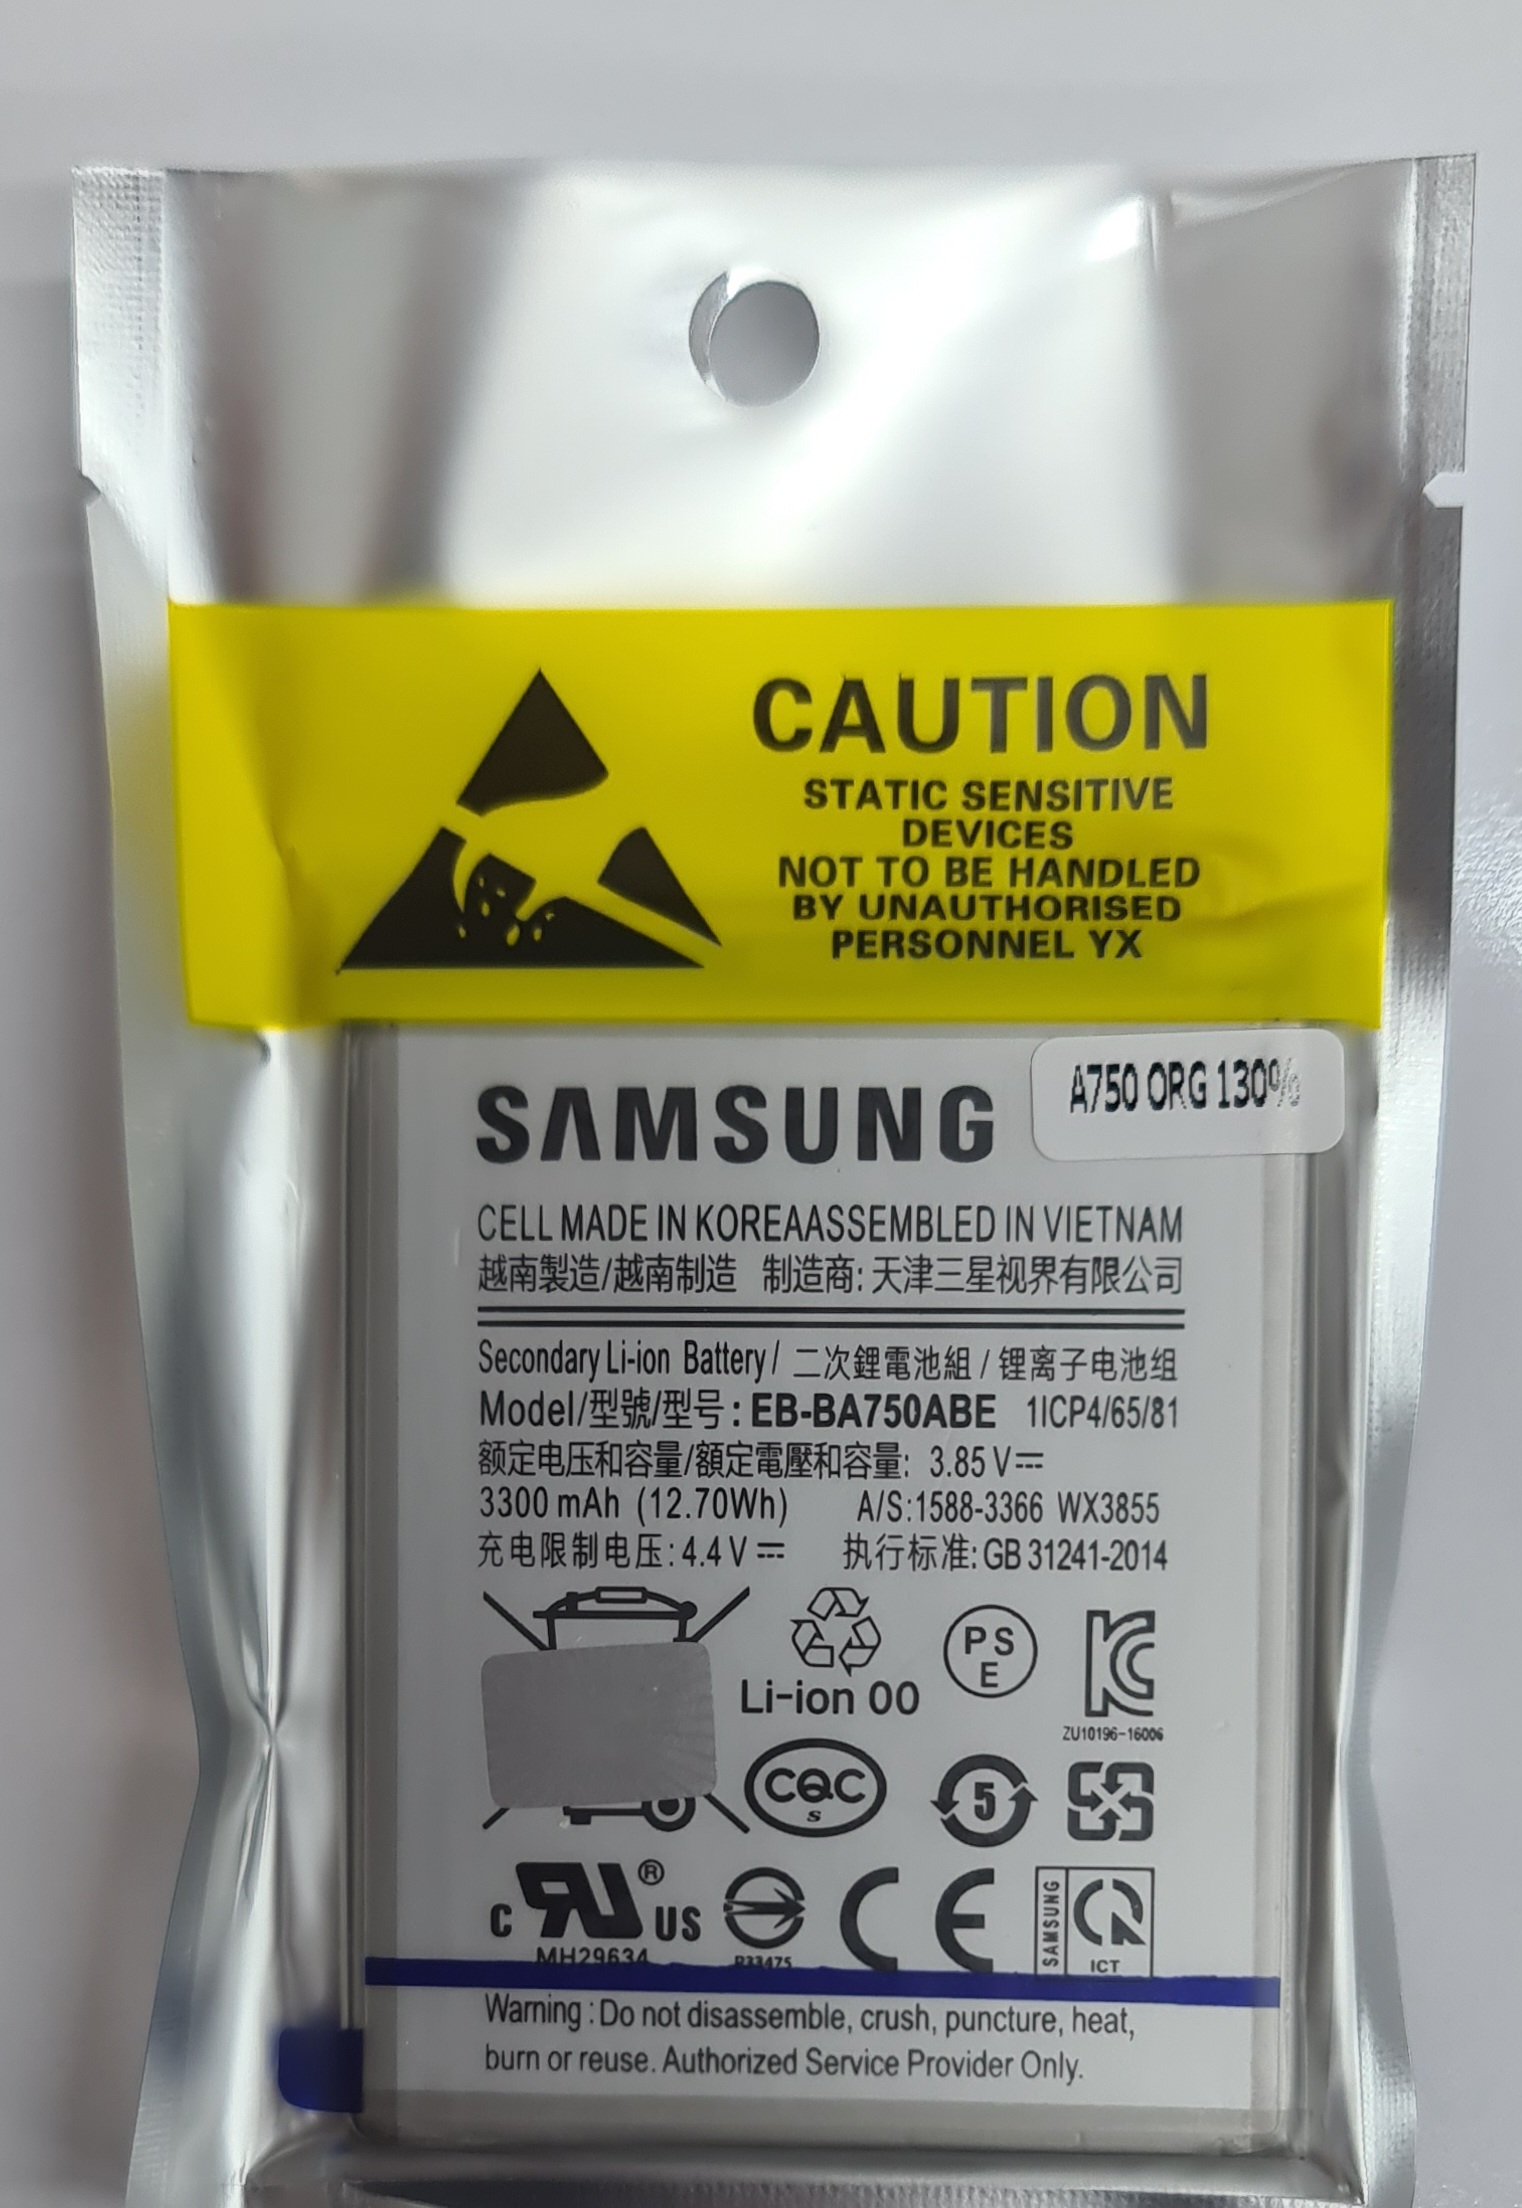 CAUTION
STATIC SENSITIVE
DEVICES
NOT TO BE HANDLED
BY UNAUTHORISED
PERSONNEL YX
SAMSUNG
A750 ORG 130%
CELL MADE IN KOREAASSEMBLED IN VIETNAM
越南製造/越南制造 制造商: 天津三星视界有限公司
Secondary Li-ion Battery / 二次鋰電池組 / 锂离子电池组
Model/型號/型号 : EB-BA750ABE 1ICP4/65/81
额定电压和容量/額定電壓和容量: 3.85 V
3300 mAh (12.70Wh) A/S:1588-3366 WX3855
充电限制电压: 4.4 V 执行标准: GB 31241-2014
Li-ion 00
PS
E
KC
ZU10196-16006
CQC
S
5
C RU ® US
MH29634
R33475
CE
SAMSUNG
ICT
Warning : Do not disassemble, crush, puncture, heat,
burn or reuse. Authorized Service Provider Only.